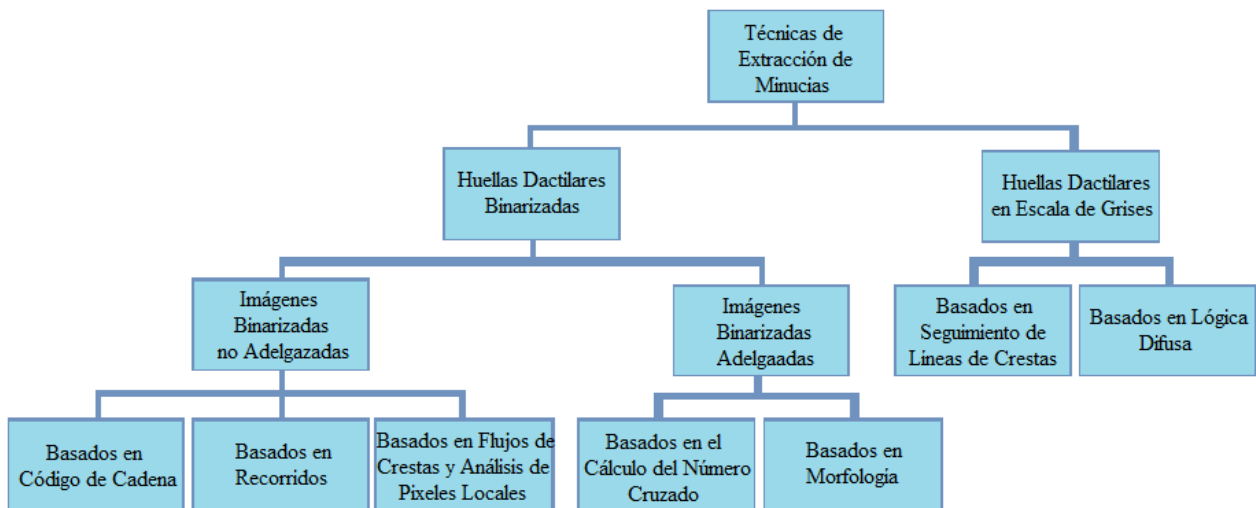 Técnicas de
Extracción de
Minucias
Huellas Dactilares
Binarizadas
Huellas Dactilares
en Escala de Grises
Imágenes
Binarizadas
no Adelgazadas
Imágenes
Binarizadas
Adelgaadas
Basados en
Seguimiento de
Líneas de Crestas
Basados en Lógica
Difusa
Basados en
Código de Cadena
Basados en
Recorridos
Basados en Flujos de
Crestas y Análisis de
Pixeles Locales
Basados en el
Cálculo del Número
Cruzado
Basados en
Morfología